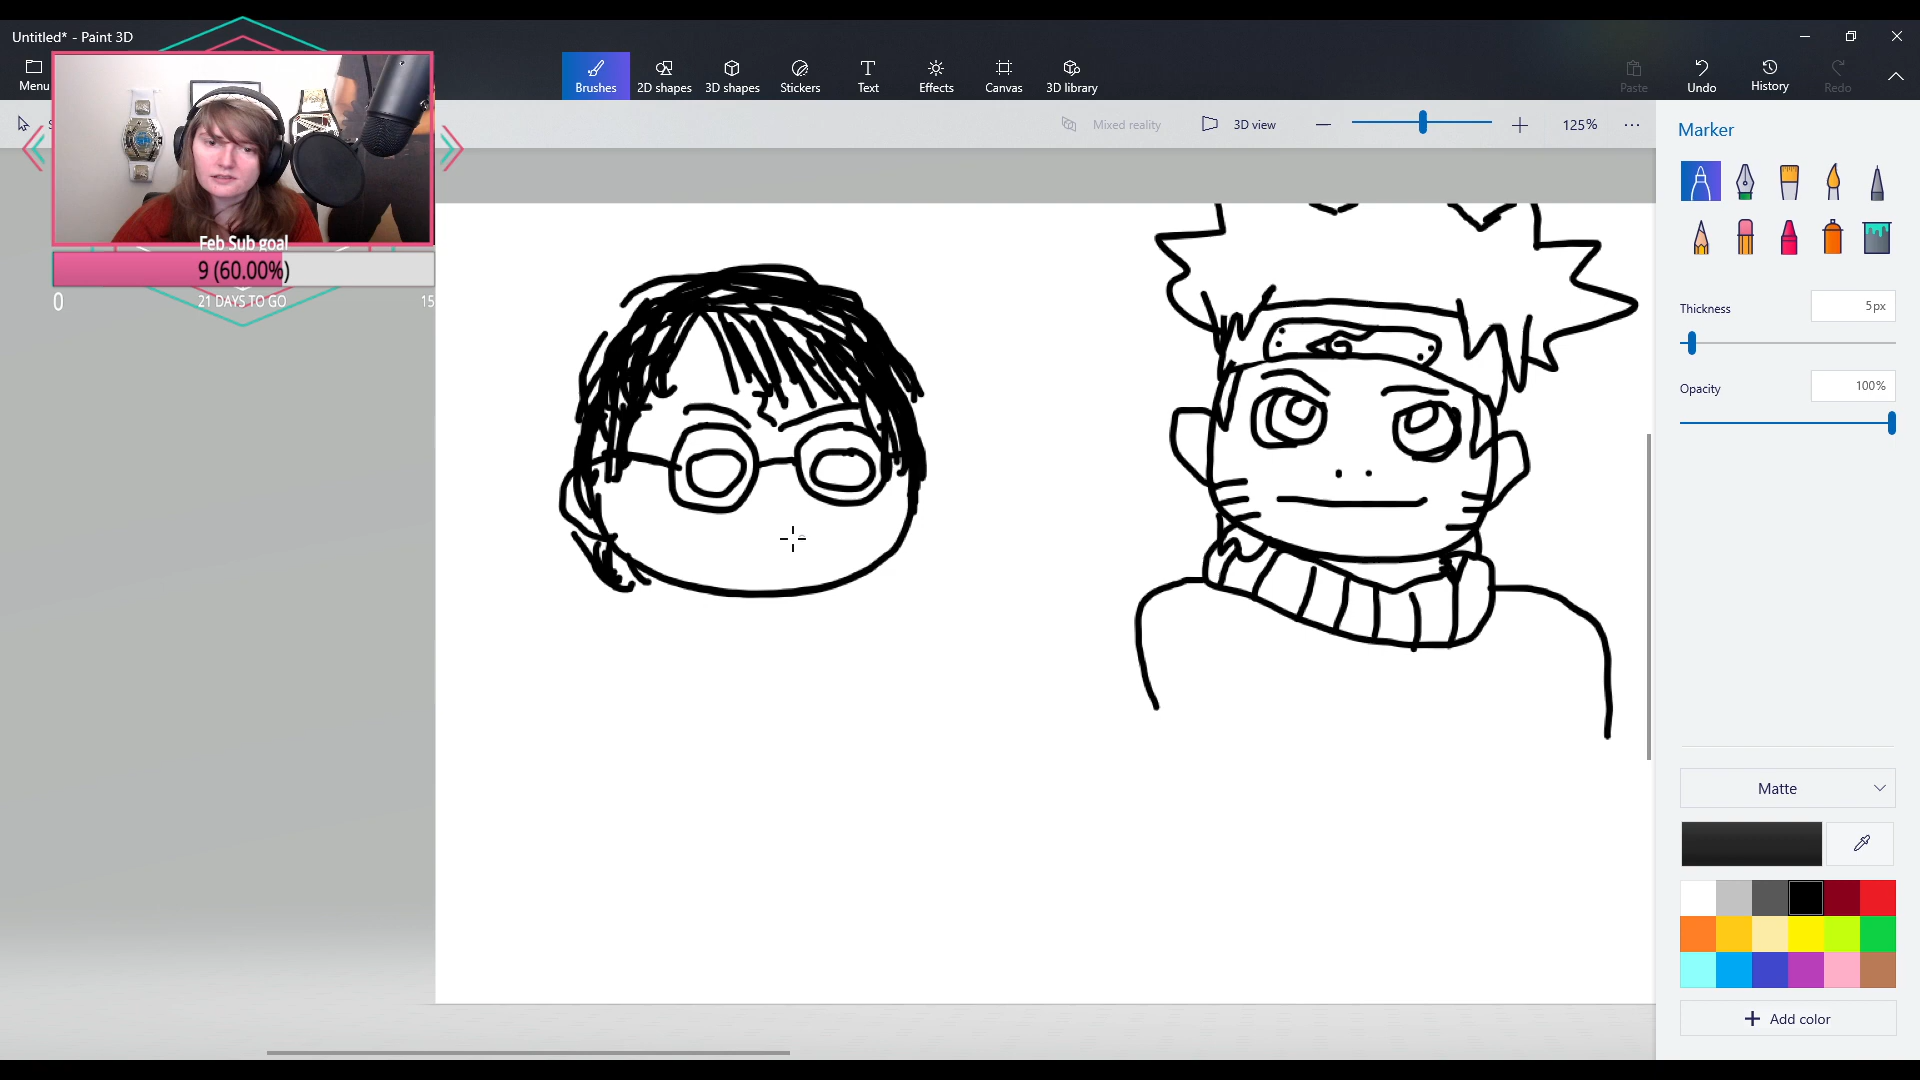 Untitled* - Paint 3D
Menu
Brushes
2D shapes
3D shapes
Stickers
Text
Effects
Canvas
3D library
Paste
Undo
History
Redo
Mixed reality
3D view
125%
Marker
Thickness
5px
Opacity
100%
Feb Sub goal
9 (60.00%)
0
21 DAYS TO GO
15
Matte
Add color